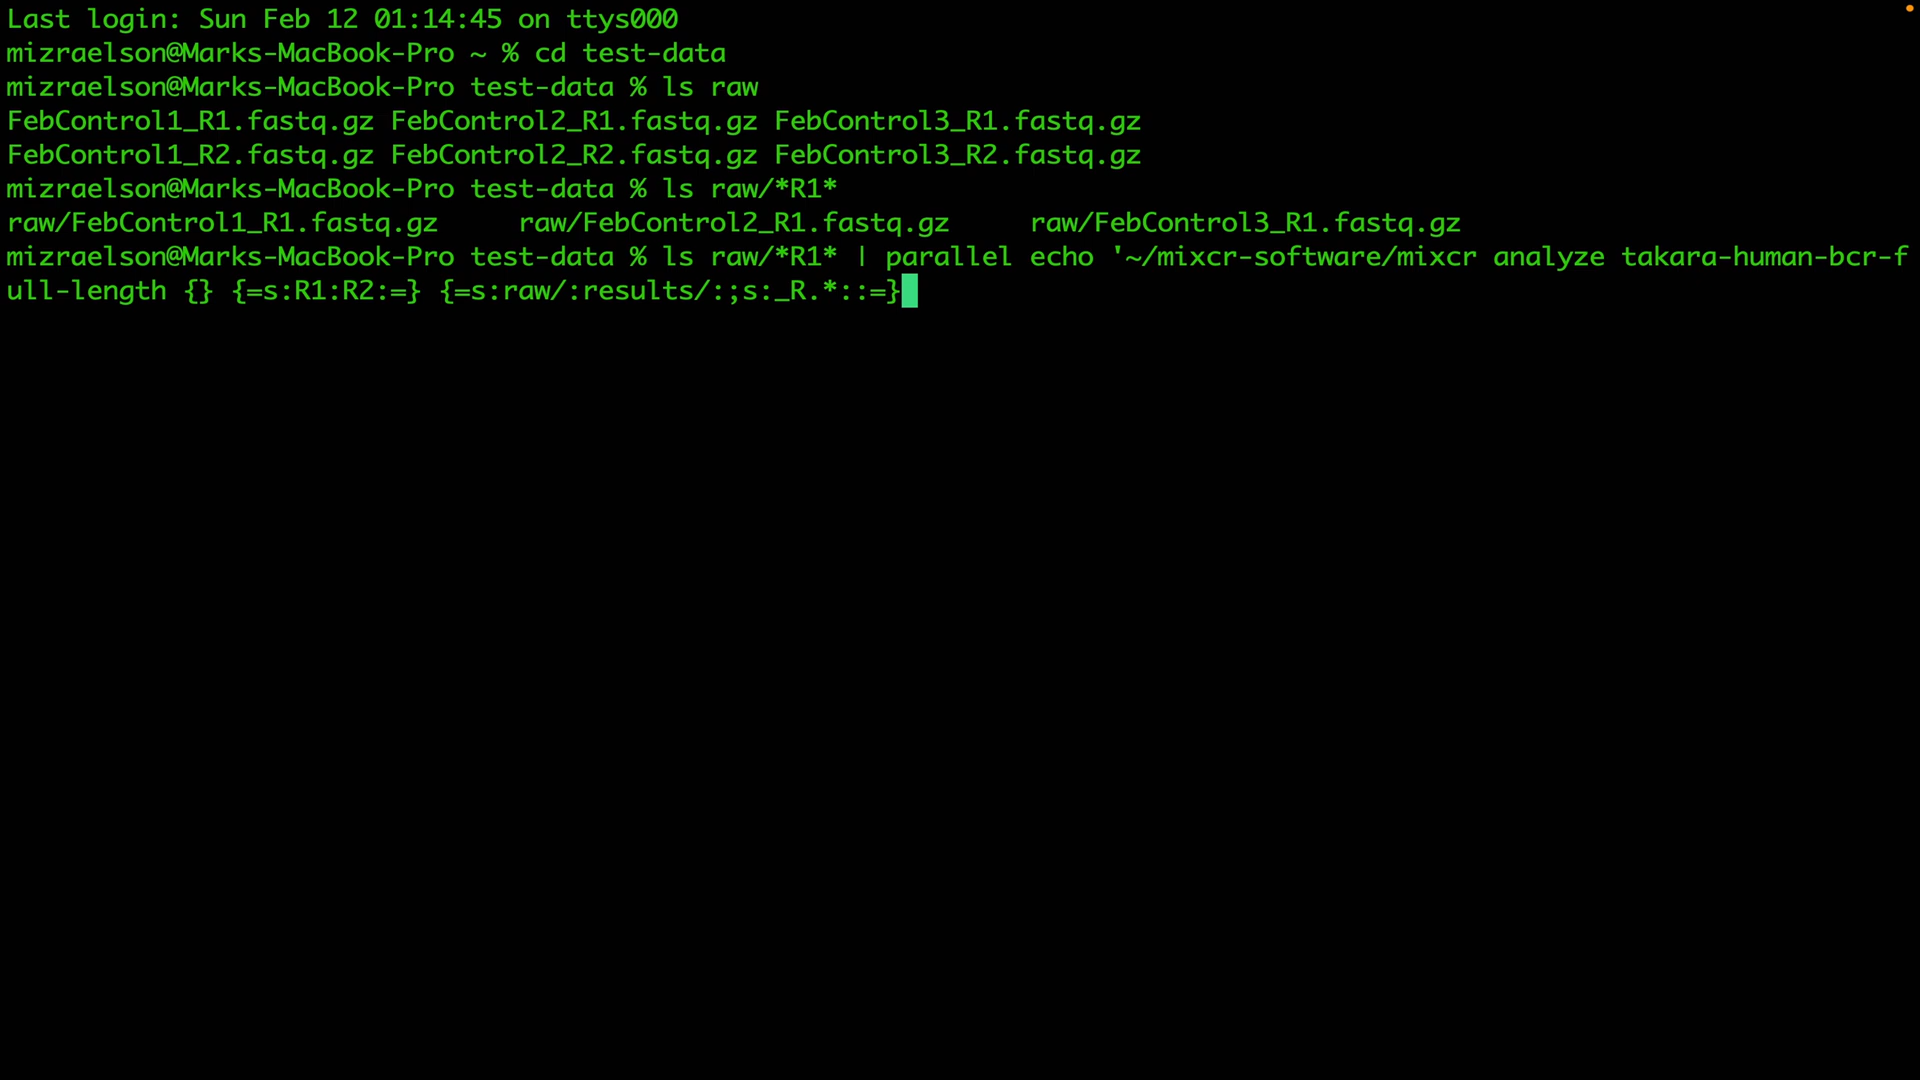 Last login: Sun Feb 12 01:14:45 on ttys000
mizraelson@Marks-MacBook-Pro ~ % cd test-data
mizraelson@Marks-MacBook-Pro test-data % ls raw
FebControl1_R1.fastq.gz FebControl2_R1.fastq.gz FebControl3_R1.fastq.gz
FebControl1_R2.fastq.gz FebControl2_R2.fastq.gz FebControl3_R2.fastq.gz
mizraelson@Marks-MacBook-Pro test-data % ls raw/*R1*
raw/FebControl1_R1.fastq.gz     raw/FebControl2_R1.fastq.gz     raw/FebControl3_R1.fastq.gz
mizraelson@Marks-MacBook-Pro test-data % ls raw/*R1* | parallel echo '~/mixcr-software/mixcr analyze takara-human-bcr-f
ull-length {} {=s:R1:R2:=} {=s:raw/:results/:;s:_R.*::=}